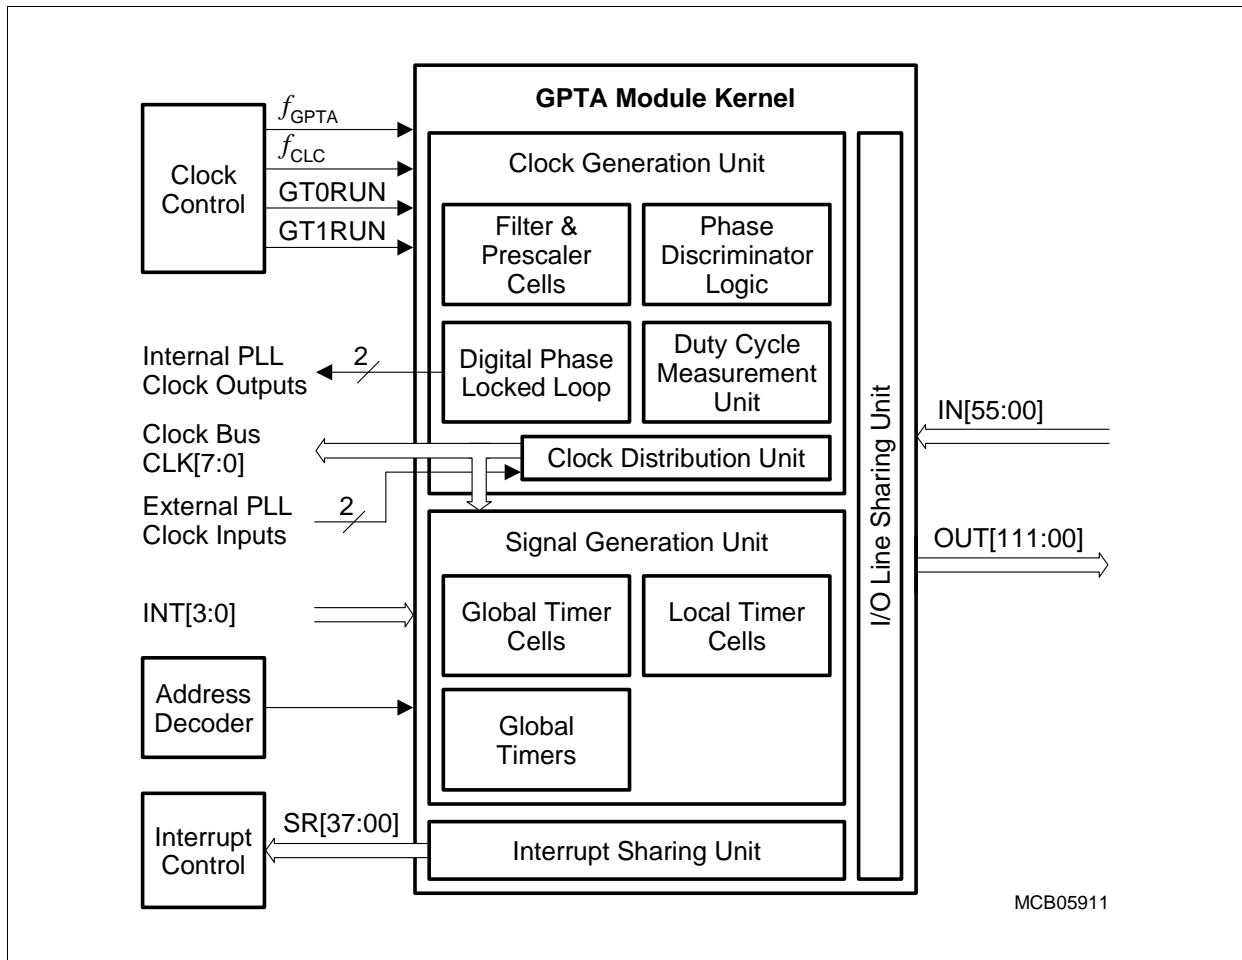 GPTA Module Kernel
Clock
Control
fGPTA
fCLC
GT0RUN
GT1RUN
Clock Generation Unit
Filter &
Prescaler
Cells
Phase
Discriminator
Logic
Internal PLL
Clock Outputs
2
Digital Phase
Locked Loop
Duty Cycle
Measurement
Unit
Clock Bus
CLK[7:0]
Clock Distribution Unit
External PLL
Clock Inputs
2
Signal Generation Unit
INT[3:0]
Global Timer
Cells
Local Timer
Cells
Address
Decoder
Global
Timers
Interrupt
Control
SR[37:00]
Interrupt Sharing Unit
I/O Line Sharing Unit
IN[55:00]
OUT[111:00]
MCB05911